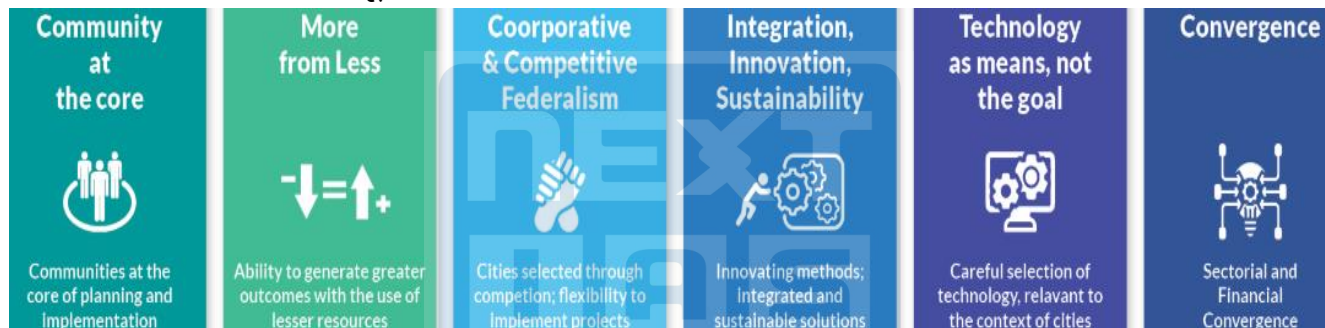 Community
at
the core
Communities at the
core of planning and
implementation
More
from Less
Ability to generate greater
outcomes with the use of
lesser resources
Coorporative
& Competitive
Federalism
Cities selected through
competion; flexibility to
implement projects
Integration,
Innovation,
Sustainability
Innovating methods;
integrated and
sustainable solutions
Technology
as means, not
the goal
Careful selection of
technology, relavant to
the context of cities
Convergence
Sectorial and
Financial
Convergence
NEXT
IAS